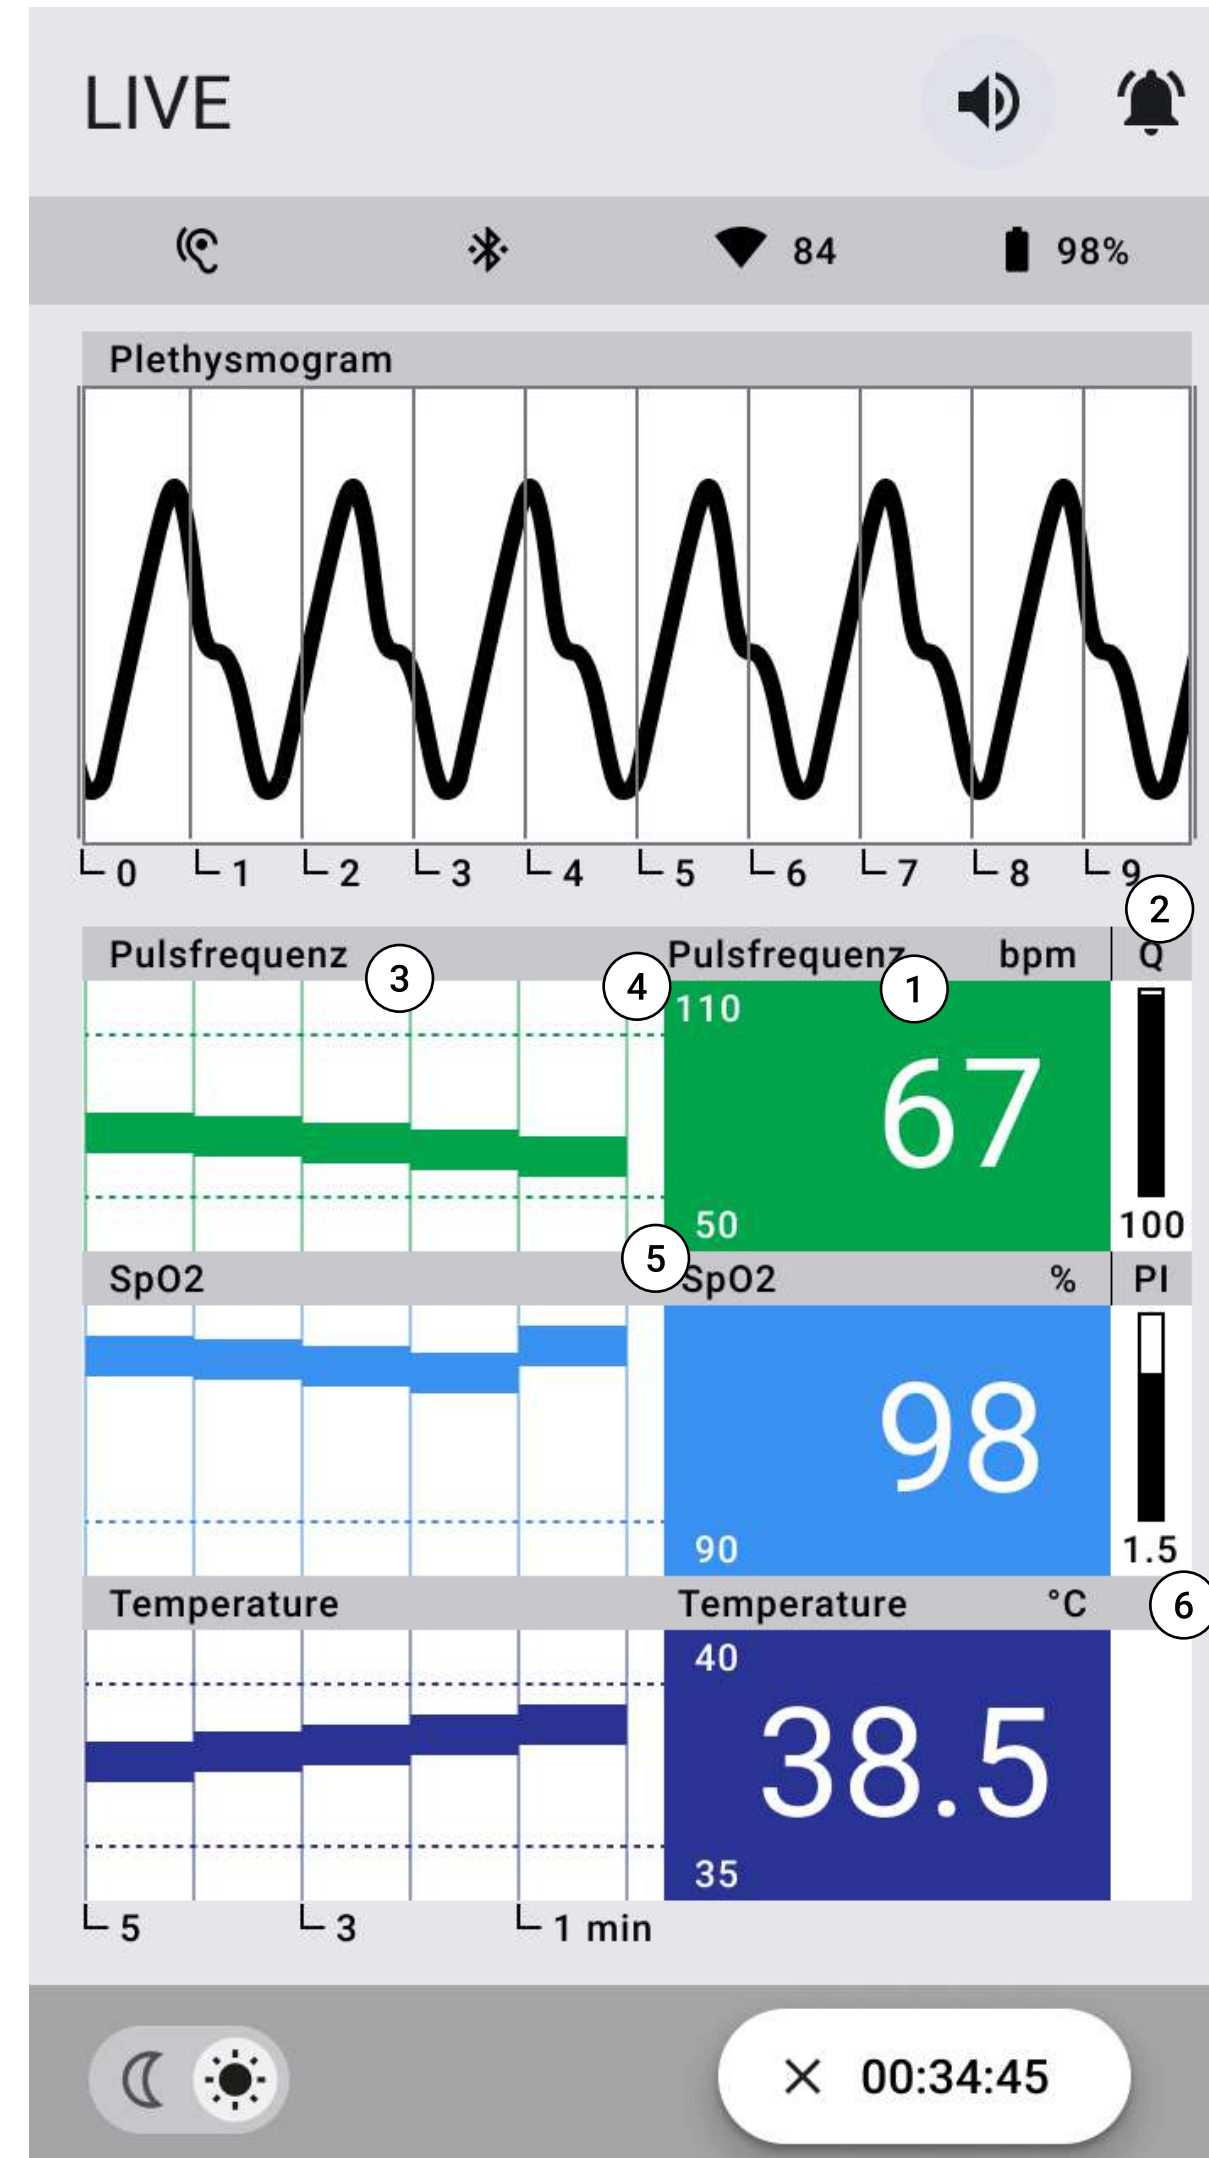 LIVE
84 98%
Plethysmogram
0 1 2 3 4 5 6 7 8 9
2
Pulsfrequenz Pulsfrequenz bpm Q
3 4 1
110
67
50 100
5
SpO2 SpO2 % PI
98
90 1.5
Temperature Temperature °C 6
40
38.5
35
5 3 1 min
00:34:45